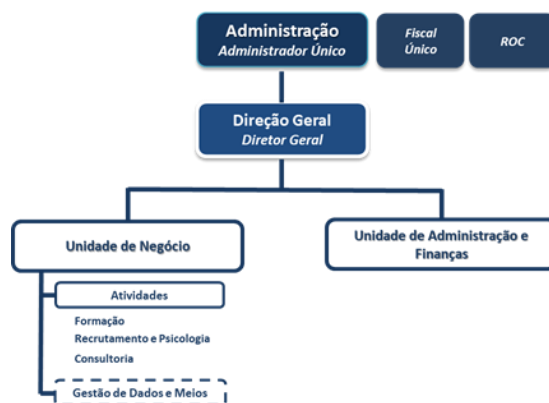 Administração
Administrador Único
Fiscal
Único
ROC
Direção Geral
Diretor Geral
Unidade de Negócio
Unidade de Administração e
Finanças
Atividades
Formação
Recrutamento e Psicologia
Consultoria
Gestão de Dados e Meios